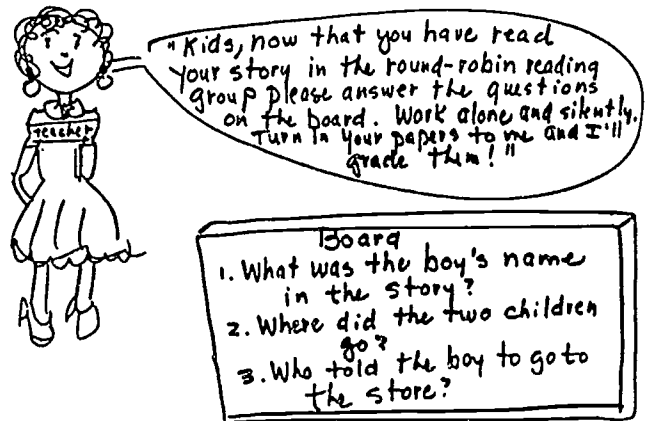 "Kids, now that you have read
your story in the round-robin reading
group please answer the questions
on the board. Work alone and silently.
Turn in your papers to me and I'll
grade them!"
teacher
Board
1. What was the boy's name
in the story?
2. Where did the two children
go?
3. Who told the boy to go to
the store?